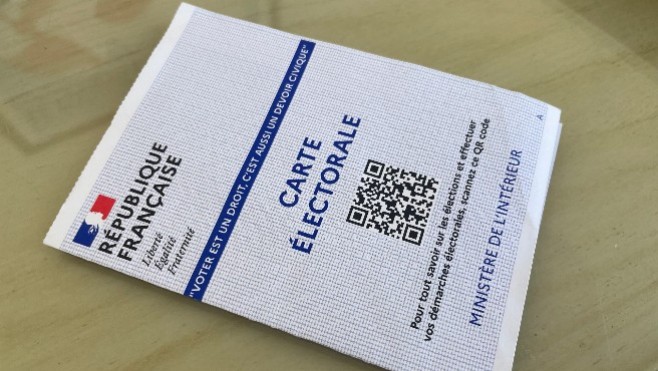 RÉPUBLIQUE
FRANÇAISE
Liberté
Égalité
Fraternité
"VOTER EST UN DROIT, C'EST AUSSI UN DEVOIR CIVIQUE"
CARTE
ÉLECTORALE
Pour tout savoir sur les élections et effectuer
vos démarches électorales, scannez ce QR code
MINISTÈRE DE L'INTÉRIEUR
A